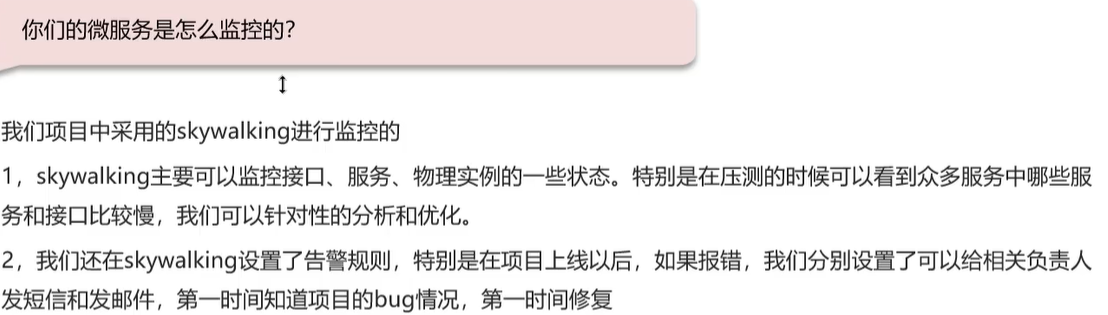 你们的微服务是怎么监控的？
我们项目中采用的skywalking进行监控的
1，skywalking主要可以监控接口、服务、物理实例的一些状态。特别是在压测的时候可以看到众多服务中哪些服
务和接口比较慢，我们可以针对性的分析和优化。
2，我们还在skywalking设置了告警规则，特别是在项目上线以后，如果报错，我们分别设置了可以给相关负责人
发短信和发邮件，第一时间知道项目的bug情况，第一时间修复